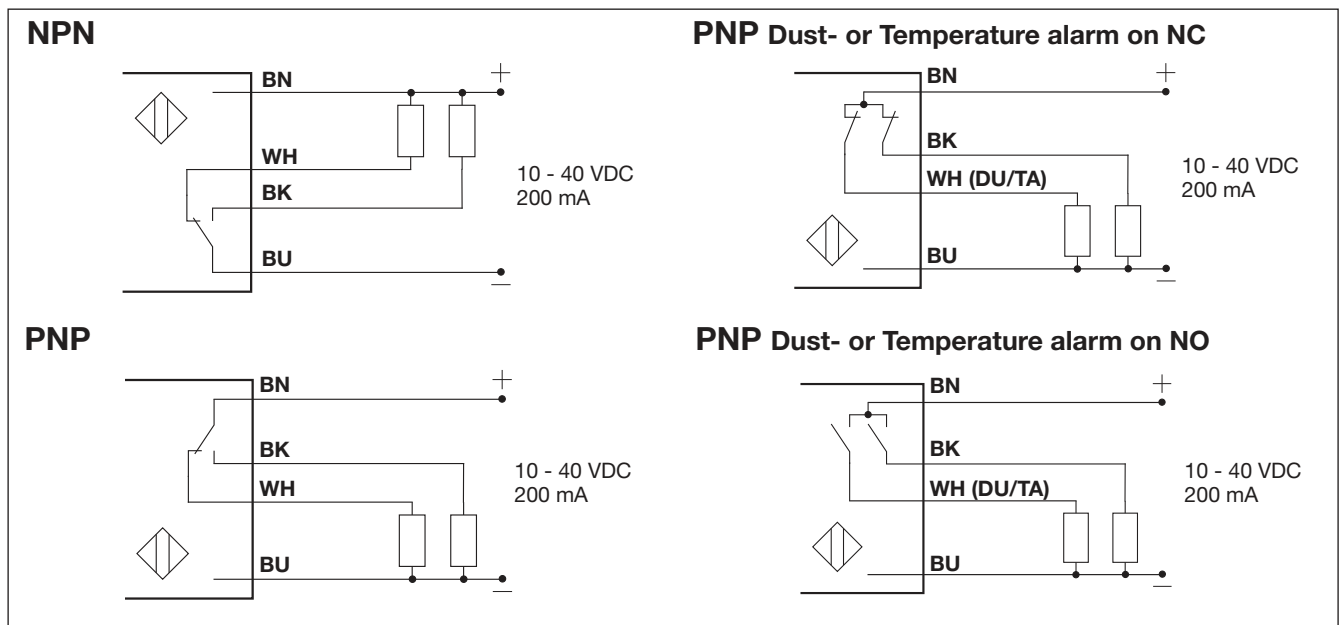 NPN
BN
+
WH
BK
10 - 40 VDC
200 mA
BU
–
PNP Dust- or Temperature alarm on NC
BN
+
BK
WH (DU/TA)
10 - 40 VDC
200 mA
BU
–
PNP
BN
+
BK
WH
10 - 40 VDC
200 mA
BU
–
PNP Dust- or Temperature alarm on NO
BN
+
BK
WH (DU/TA)
10 - 40 VDC
200 mA
BU
–